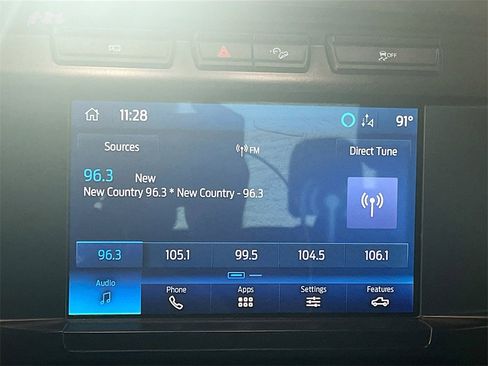 OFF
11:28
91°
Sources
FM
Direct Tune
96.3 New
New Country 96.3 * New Country - 96.3
96.3 105.1 99.5 104.5 106.1
Audio Phone Apps Settings Features